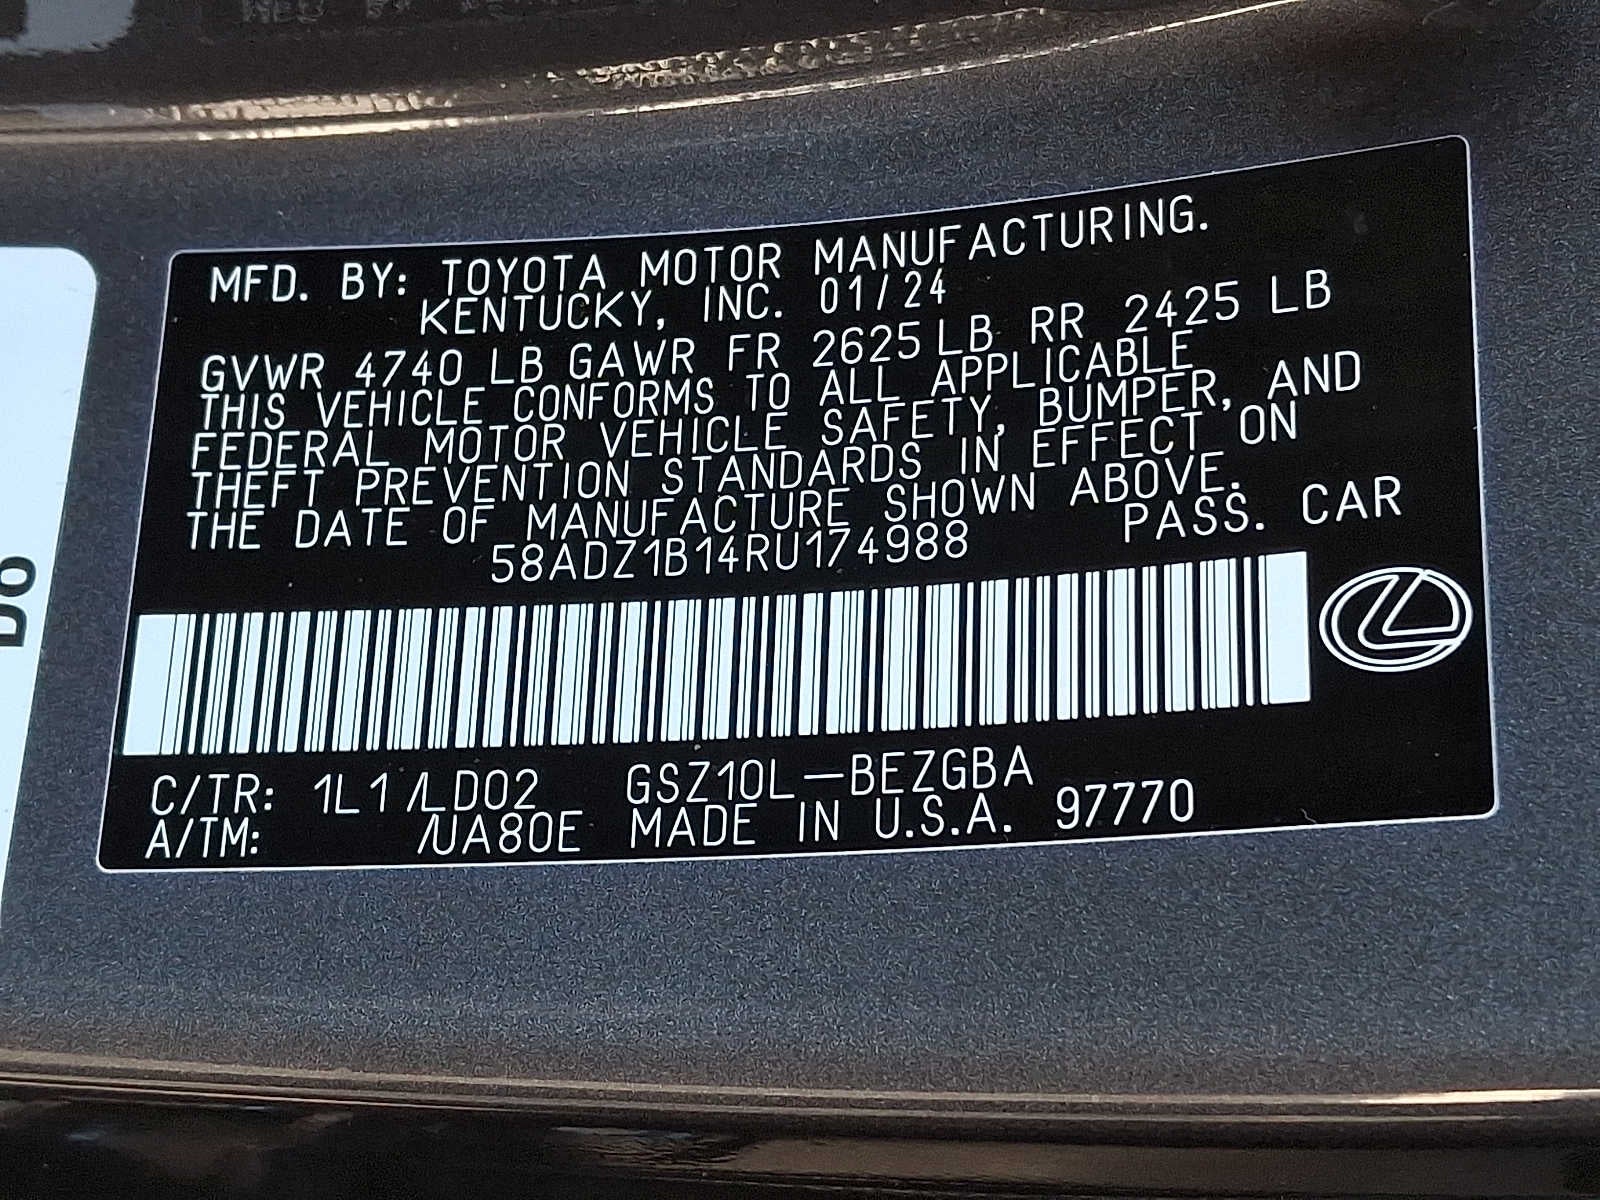 MFD. BY: TOYOTA MOTOR MANUFACTURING.
KENTUCKY, INC. 01/24
GVWR 4740 LB GAWR FR 2625 LB RR 2425 LB
THIS VEHICLE CONFORMS TO ALL APPLICABLE
FEDERAL MOTOR VEHICLE SAFETY, BUMPER, AND
THEFT PREVENTION STANDARDS IN EFFECT ON
THE DATE OF MANUFACTURE SHOWN ABOVE.
58ADZ1B14RU174988 PASS. CAR
C/TR: 1L1/LD02 GSZ10L-BEZGBA
A/TM: /UA80E MADE IN U.S.A. 97770